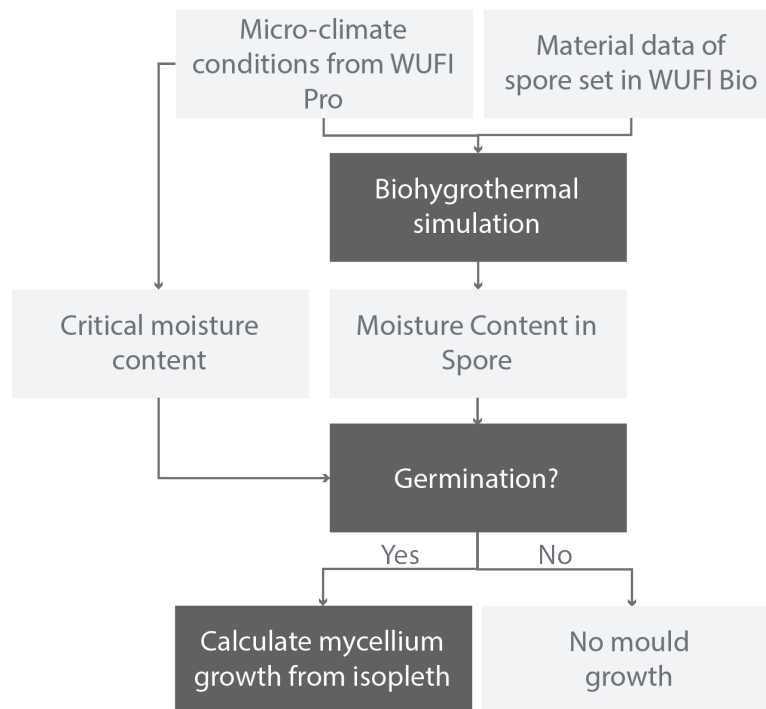 Micro-climate
conditions from WUFI
Pro
Material data of
spore set in WUFI Bio
Biohygrothermal
simulation
Critical moisture
content
Moisture Content in
Spore
Germination?
Yes
No
Calculate mycellium
growth from isopleth
No mould
growth